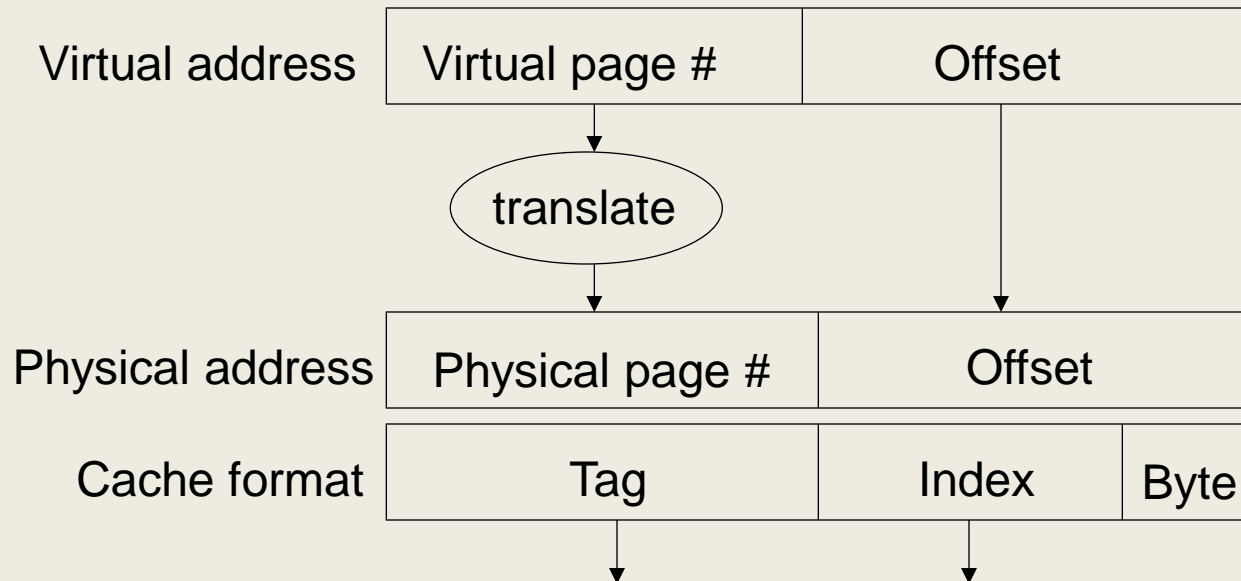 Virtual address Virtual page # Offset
translate
Physical address Physical page # Offset
Cache format Tag Index Byte